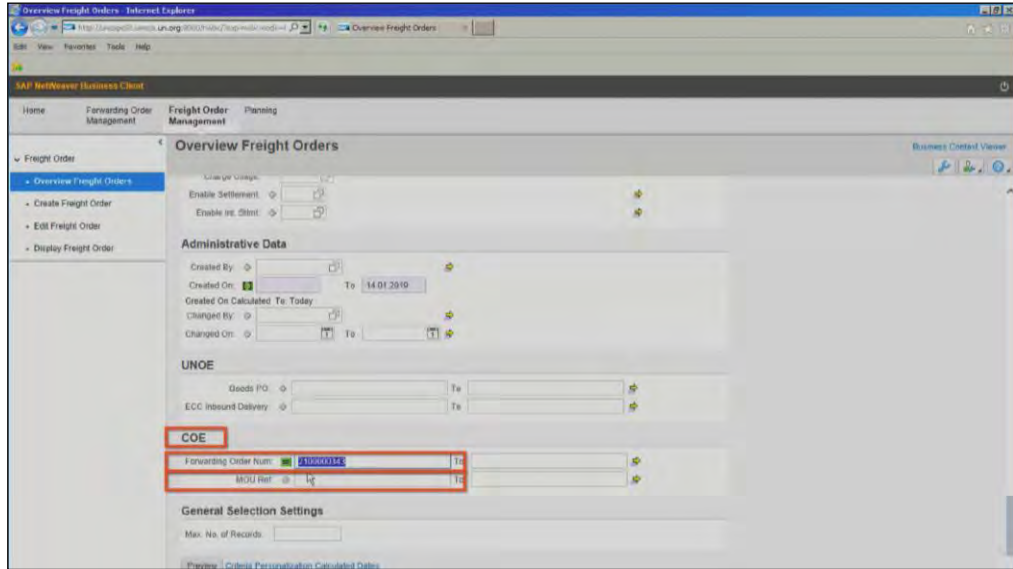 Overview Freight Orders - Internet Explorer
Overview Freight Orders
Edit View Favorites Tools Help
SAP NetWeaver Business Client
Home Forwarding Order Management Freight Order Management Planning
Overview Freight Orders
Business Context Viewer
Freight Order
Overview Freight Orders
Create Freight Order
Edit Freight Order
Display Freight Order
Charge Usage:
Enable Settlement:
Enable Int. Stlmt:
Administrative Data
Created By:
Created On: To 14.01.2019
Created On Calculated To: Today
Changed By:
Changed On: To
UNOE
Goods PO: To
ECC Inbound Delivery: To
COE
Forwarding Order Num: To
MOU Ref: To
General Selection Settings
Max. No. of Records:
Preview Criteria Personalization Calculated Dates